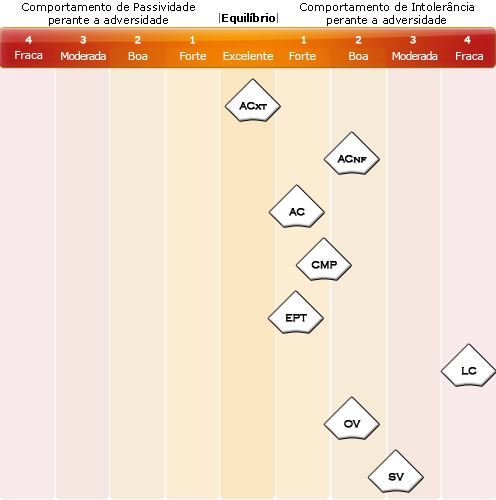 Comportamento de Passividade
perante a adversidade
|Equilíbrio|
Comportamento de Intolerância
perante a adversidade
4 3 2 1 1 2 3 4
Fraca Moderada Boa Forte Excelente Forte Boa Moderada Fraca
ACXT
ACNF
AC
CMP
EPT
LC
OV
SV